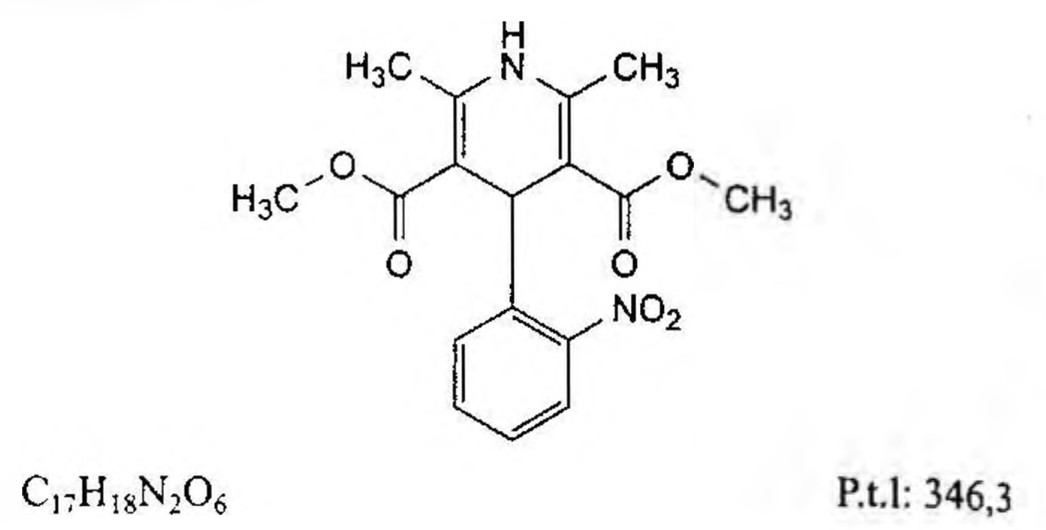 H
N
H₃C CH₃
O O
H₃C CH₃
O O
NO₂
C₁₇H₁₈N₂O₆ P.t.l: 346,3